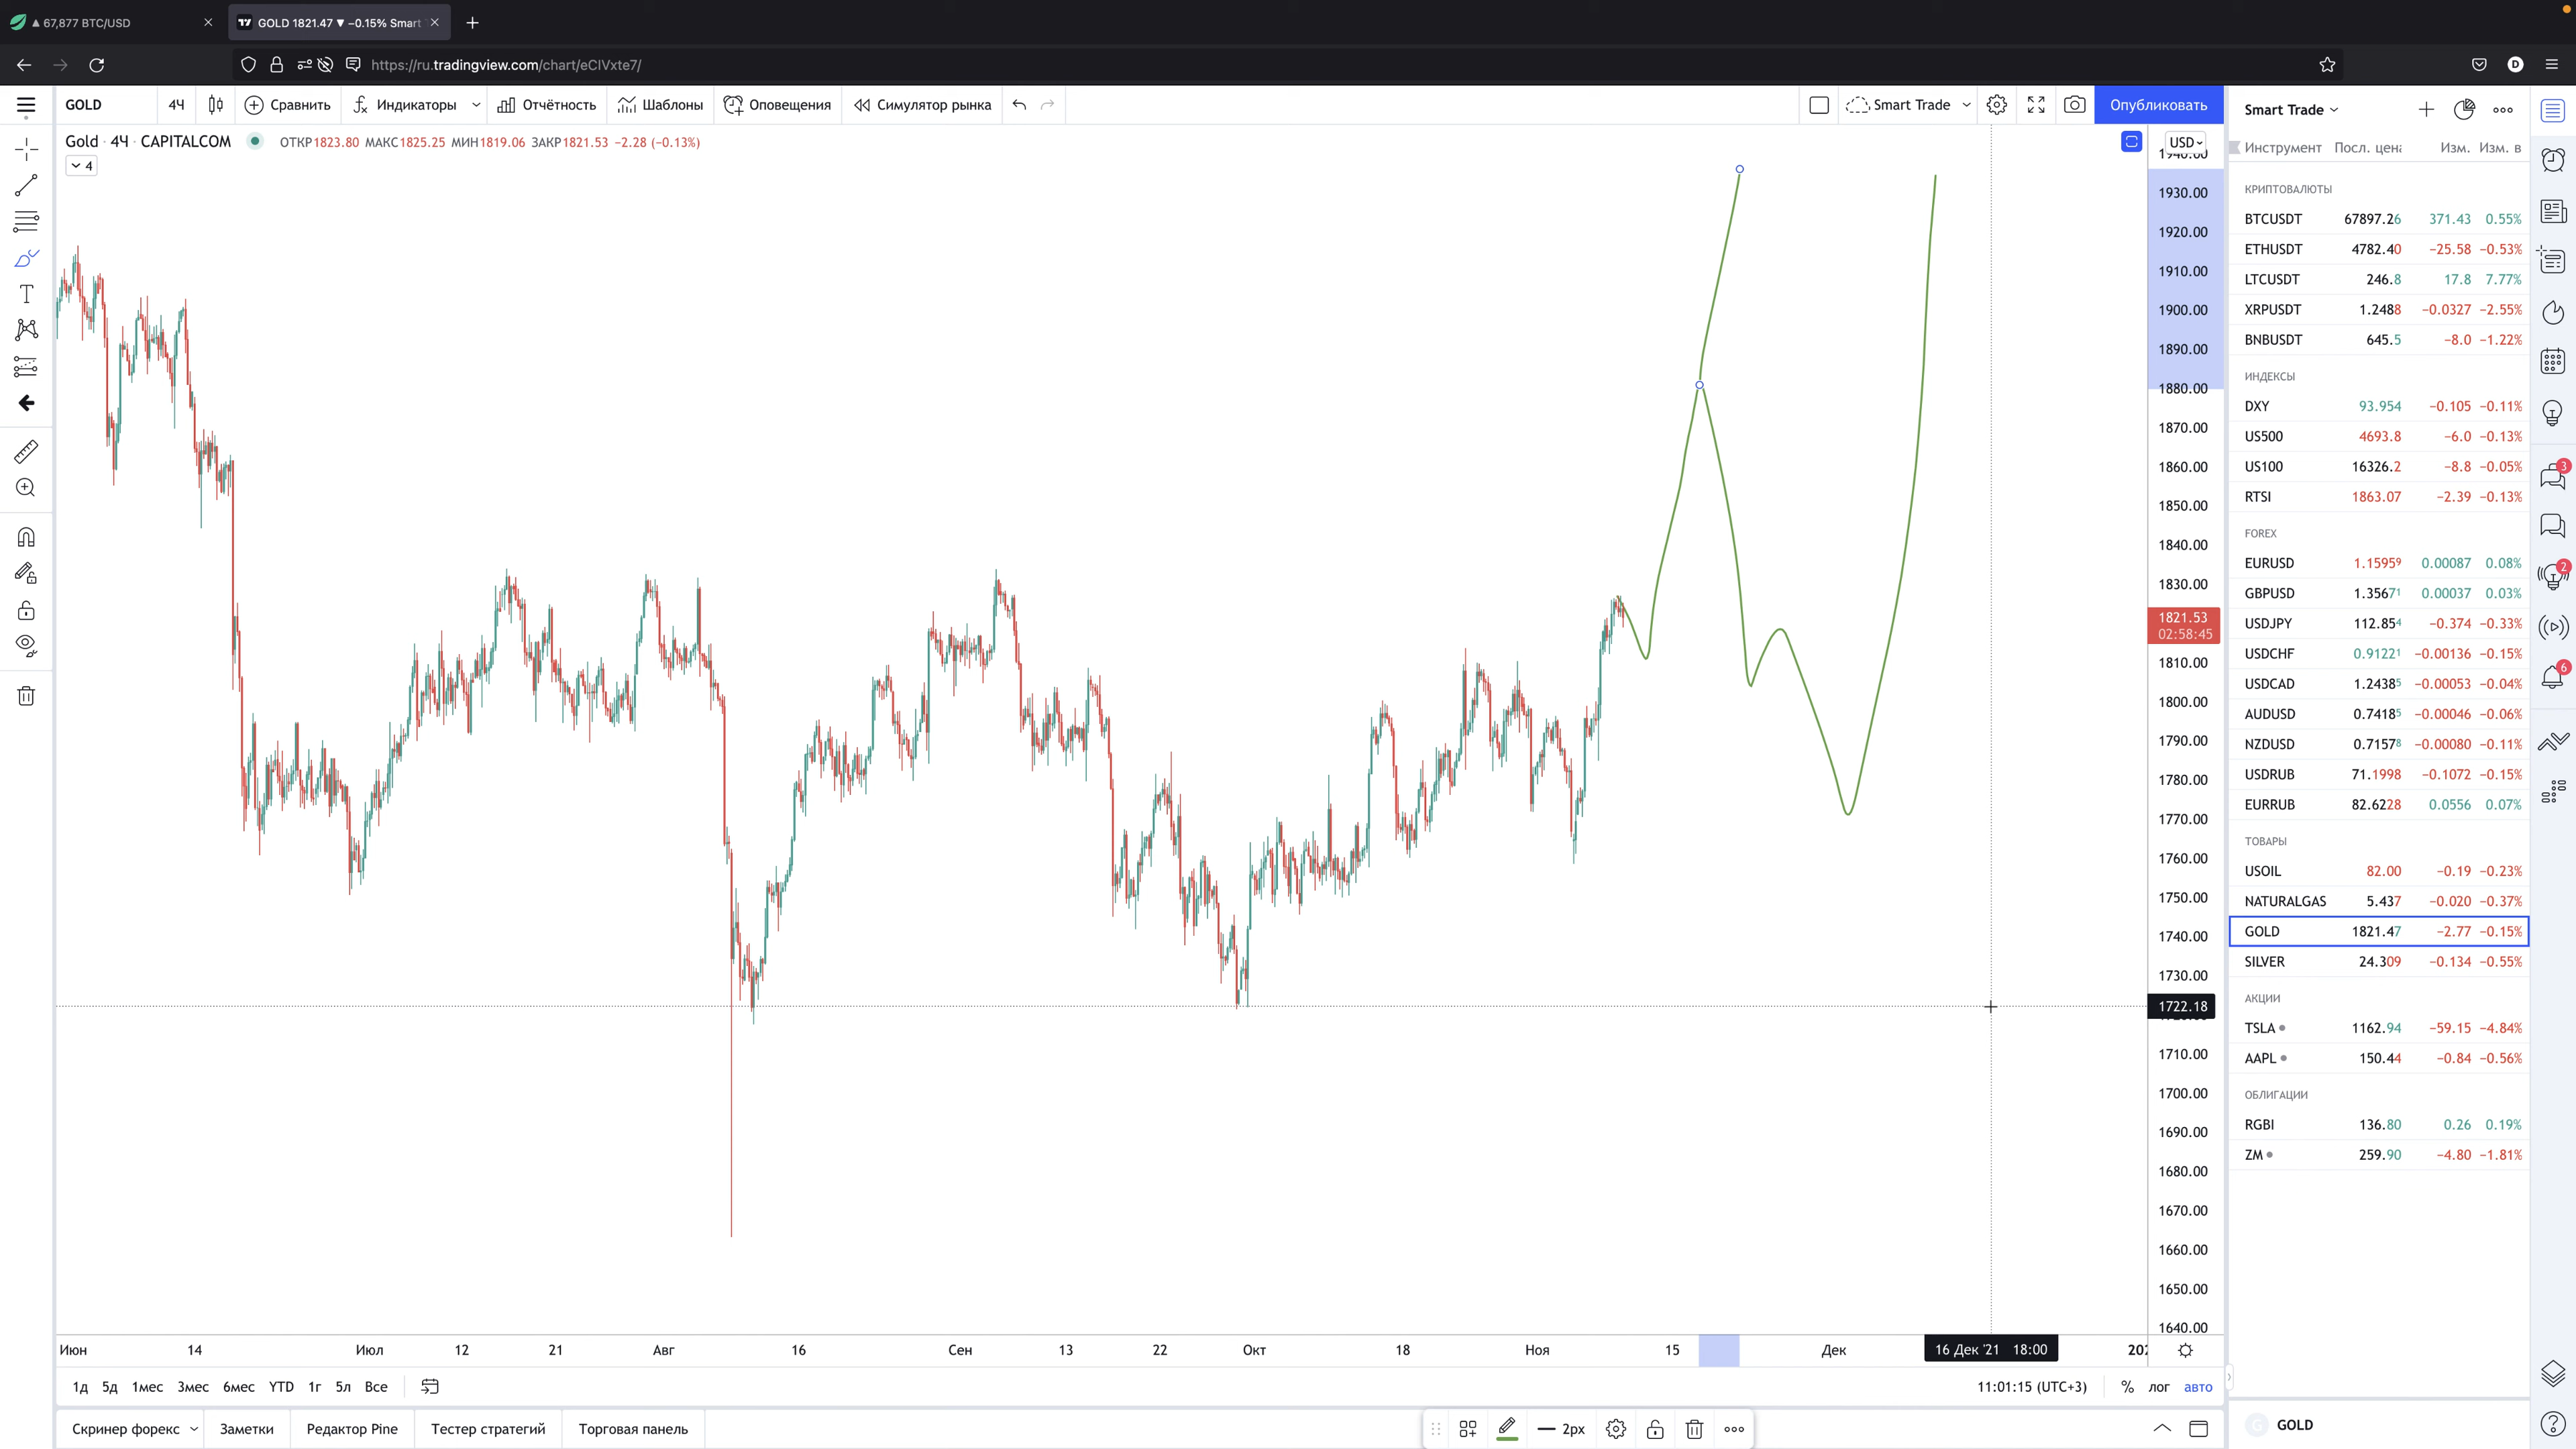 67,877 BTC/USD
GOLD 1821.47 ▼ −0.15% Smart
https://ru.tradingview.com/chart/eCIVxte7/
GOLD 4Ч Сравнить Индикаторы Отчётность Шаблоны Оповещения Симулятор рынка Smart Trade Опубликовать
Gold · 4Ч · CAPITALCOM ОТКР1823.80 МАКС1825.25 МИН1819.06 ЗАКР1821.53 −2.28 (−0.13%)
4
USD
1940.00
1930.00
1920.00
1910.00
1900.00
1890.00
1880.00
1870.00
1860.00
1850.00
1840.00
1830.00
1821.53
02:58:45
1810.00
1800.00
1790.00
1780.00
1770.00
1760.00
1750.00
1740.00
1730.00
1722.18
1710.00
1700.00
1690.00
1680.00
1670.00
1660.00
1650.00
1640.00
Июн 14 Июл 12 21 Авг 16 Сен 13 22 Окт 18 Ноя 15 Дек 16 Дек '21 18:00
1д 5д 1мес 3мес 6мес YTD 1г 5л Все 11:01:15 (UTC+3) % лог авто
Скринер форекс Заметки Редактор Pine Тестер стратегий Торговая панель 2px
Smart Trade
Инструмент Посл. цена Изм. Изм. в
КРИПТОВАЛЮТЫ
BTCUSDT 67897.26 371.43 0.55%
ETHUSDT 4782.40 −25.58 −0.53%
LTCUSDT 246.8 17.8 7.77%
XRPUSDT 1.2488 −0.0327 −2.55%
BNBUSDT 645.5 −8.0 −1.22%
ИНДЕКСЫ
DXY 93.954 −0.105 −0.11%
US500 4693.8 −6.0 −0.13%
US100 16326.2 −8.8 −0.05%
RTSI 1863.07 −2.39 −0.13%
FOREX
EURUSD 1.15959 0.00087 0.08%
GBPUSD 1.35671 0.00037 0.03%
USDJPY 112.854 −0.374 −0.33%
USDCHF 0.91221 −0.00136 −0.15%
USDCAD 1.24385 −0.00053 −0.04%
AUDUSD 0.74185 −0.00046 −0.06%
NZDUSD 0.71578 −0.00080 −0.11%
USDRUB 71.1998 −0.1072 −0.15%
EURRUB 82.6228 0.0556 0.07%
ТОВАРЫ
USOIL 82.00 −0.19 −0.23%
NATURALGAS 5.437 −0.020 −0.37%
GOLD 1821.47 −2.77 −0.15%
SILVER 24.309 −0.134 −0.55%
АКЦИИ
TSLA 1162.94 −59.15 −4.84%
AAPL 150.44 −0.84 −0.56%
ОБЛИГАЦИИ
RGBI 136.80 0.26 0.19%
ZM 259.90 −4.80 −1.81%
GOLD
3
2
6